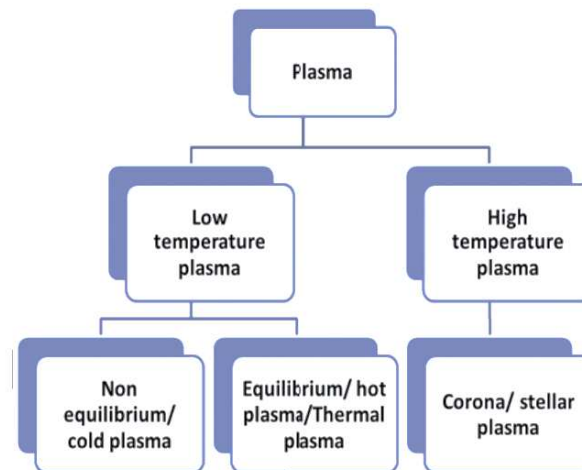 Plasma
Low
temperature
plasma
High
temperature
plasma
Non
equilibrium/
cold plasma
Equilibrium/ hot
plasma/Thermal
plasma
Corona/ stellar
plasma